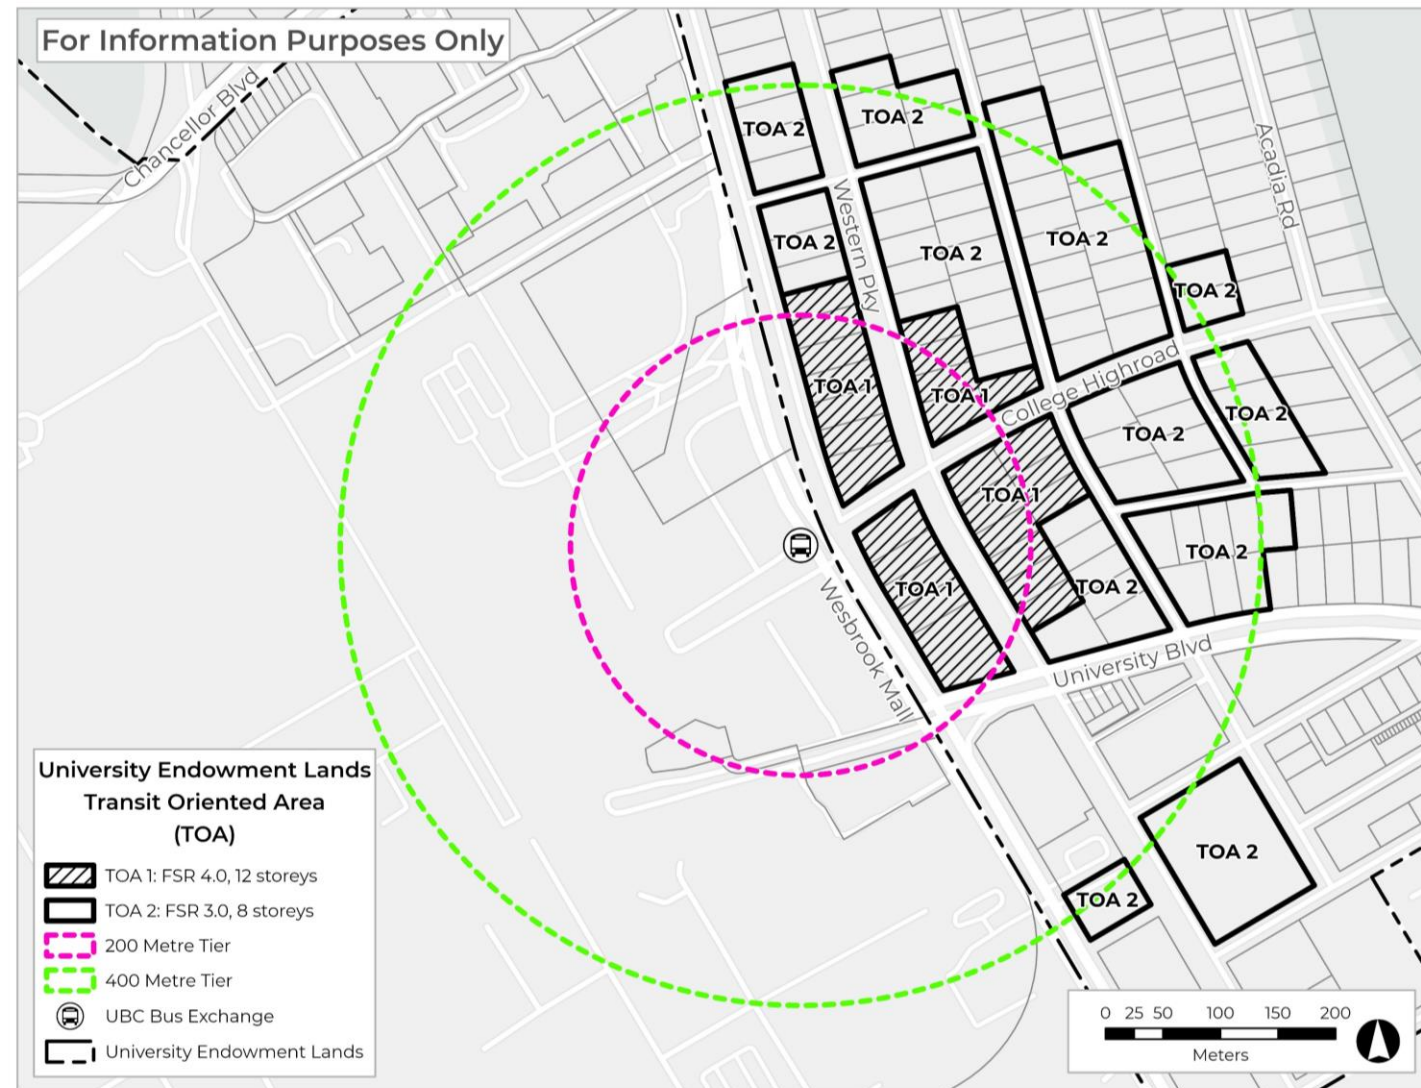 For Information Purposes Only
Chancellor Blvd
TOA 2
TOA 2
Acadia Rd
Western Pky
TOA 2
TOA 2
TOA 2
TOA 2
TOA 1
TOA 1
College Highroad
TOA 2
TOA 2
TOA 1
TOA 2
TOA 1
TOA 2
Wesbrook Mall
University Blvd
TOA 2
TOA 2
University Endowment Lands
Transit Oriented Area
(TOA)
TOA 1: FSR 4.0, 12 storeys
TOA 2: FSR 3.0, 8 storeys
200 Metre Tier
400 Metre Tier
UBC Bus Exchange
University Endowment Lands
0 25 50 100 150 200
Meters